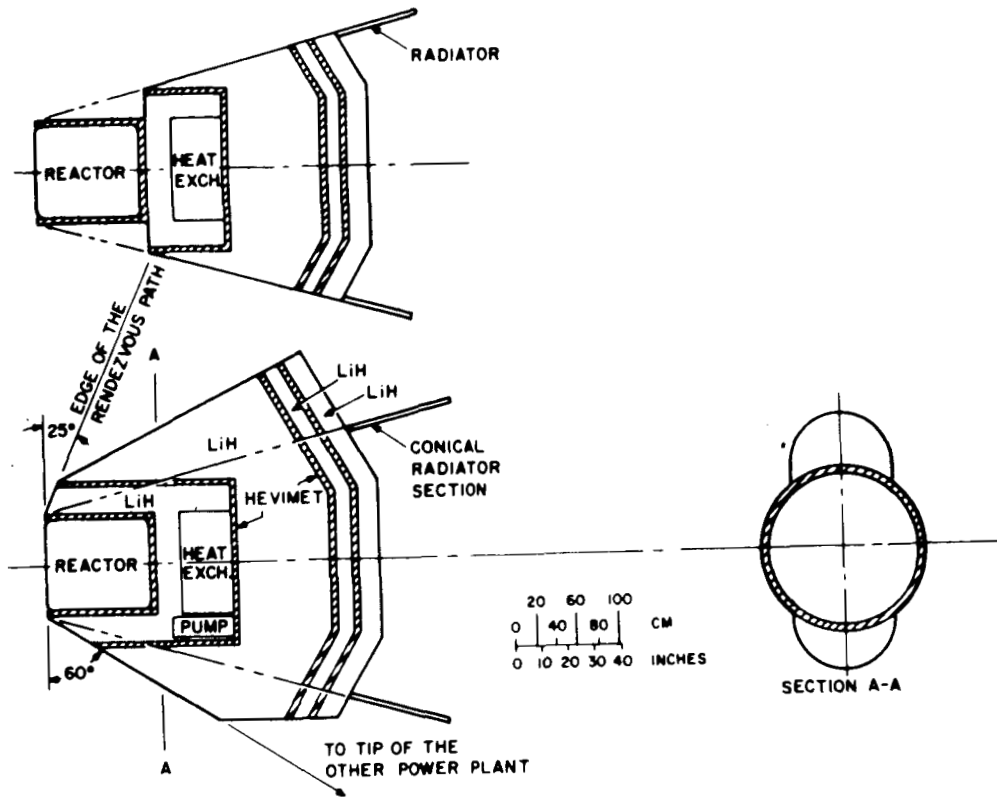 RADIATOR
REACTOR
HEAT
EXCH.
EDGE OF THE
RENDEZVOUS PATH
A
25°
LiH
LiH
LiH
CONICAL
RADIATOR
SECTION
LiH
HEVIMET
REACTOR
HEAT
EXCH.
PUMP
60°
A
TO TIP OF THE
OTHER POWER PLANT
20 60 100
0 40 80 CM
0 10 20 30 40 INCHES
SECTION A-A